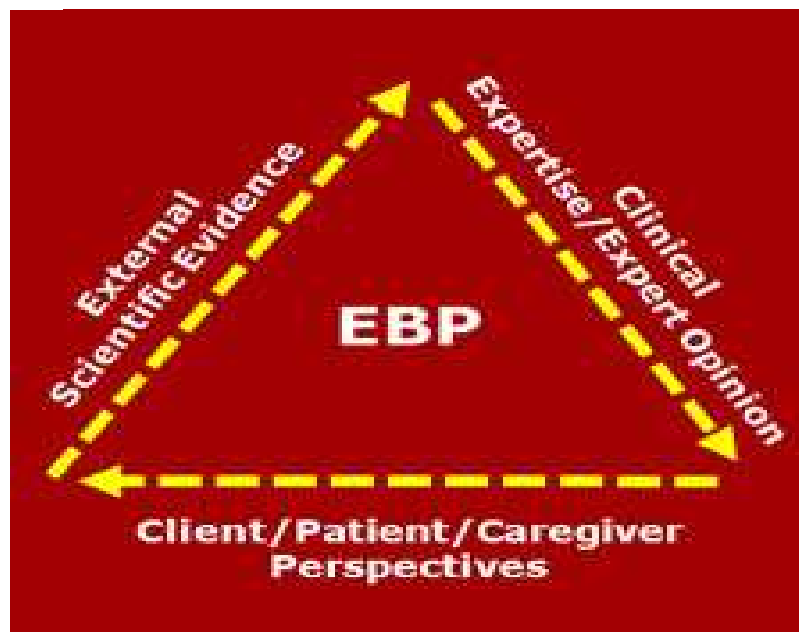 External
Scientific Evidence
Clinical
Expertise/Expert Opinion
EBP
Client/Patient/Caregiver
Perspectives